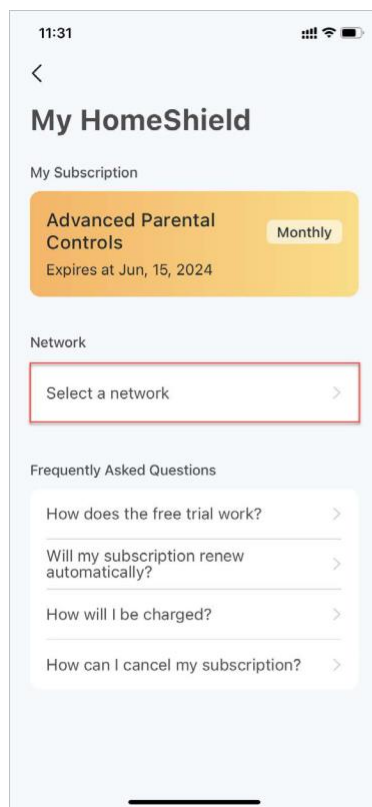 11:31
My HomeShield
My Subscription
Advanced Parental
Controls
Monthly
Expires at Jun, 15, 2024
Network
Select a network
Frequently Asked Questions
How does the free trial work?
Will my subscription renew
automatically?
How will I be charged?
How can I cancel my subscription?